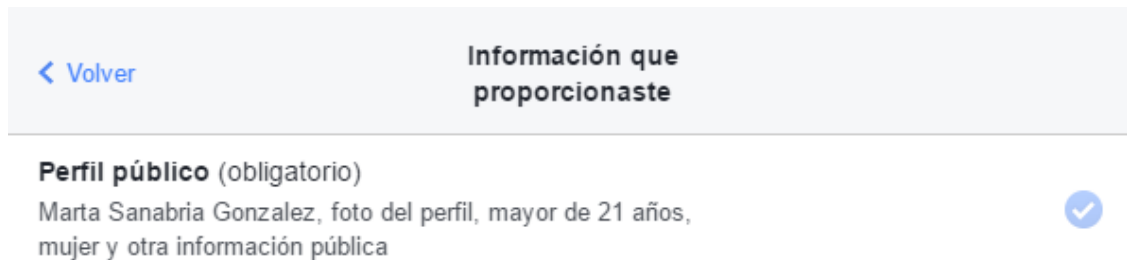 Volver
Información que
proporcionaste
Perfil público (obligatorio)
Marta Sanabria Gonzalez, foto del perfil, mayor de 21 años,
mujer y otra información pública